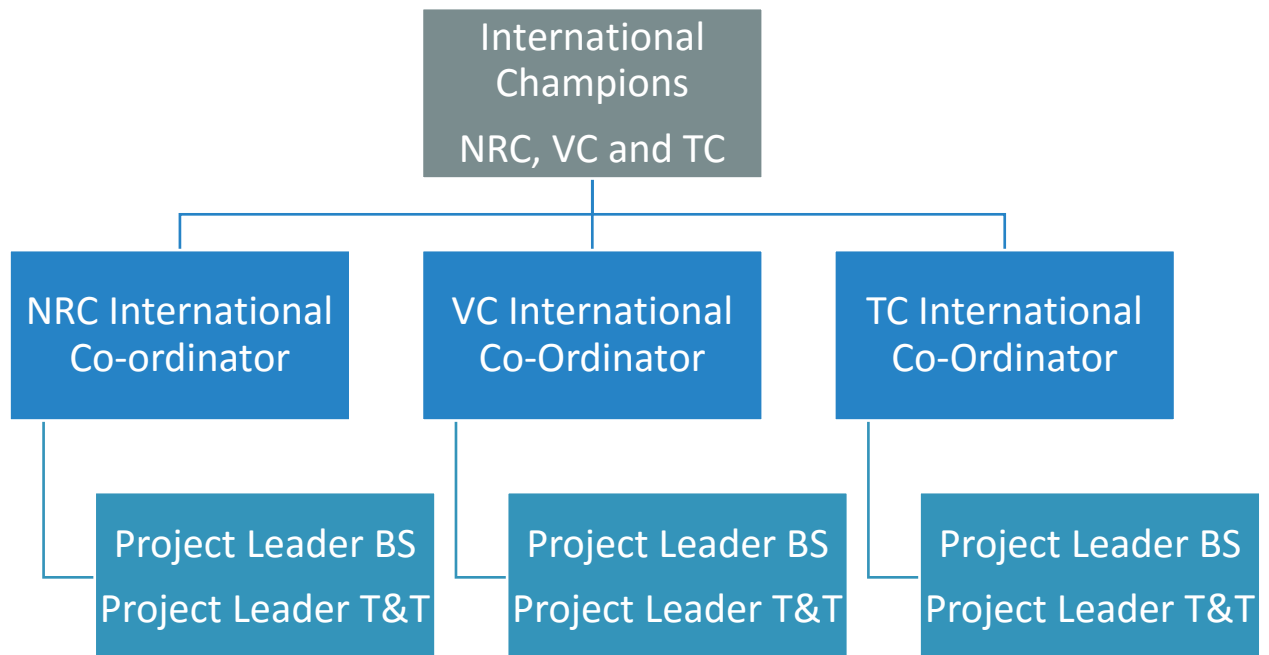 International
Champions
NRC, VC and TC
NRC International
Co-ordinator
VC International
Co-Ordinator
TC International
Co-Ordinator
Project Leader BS
Project Leader T&T
Project Leader BS
Project Leader T&T
Project Leader BS
Project Leader T&T